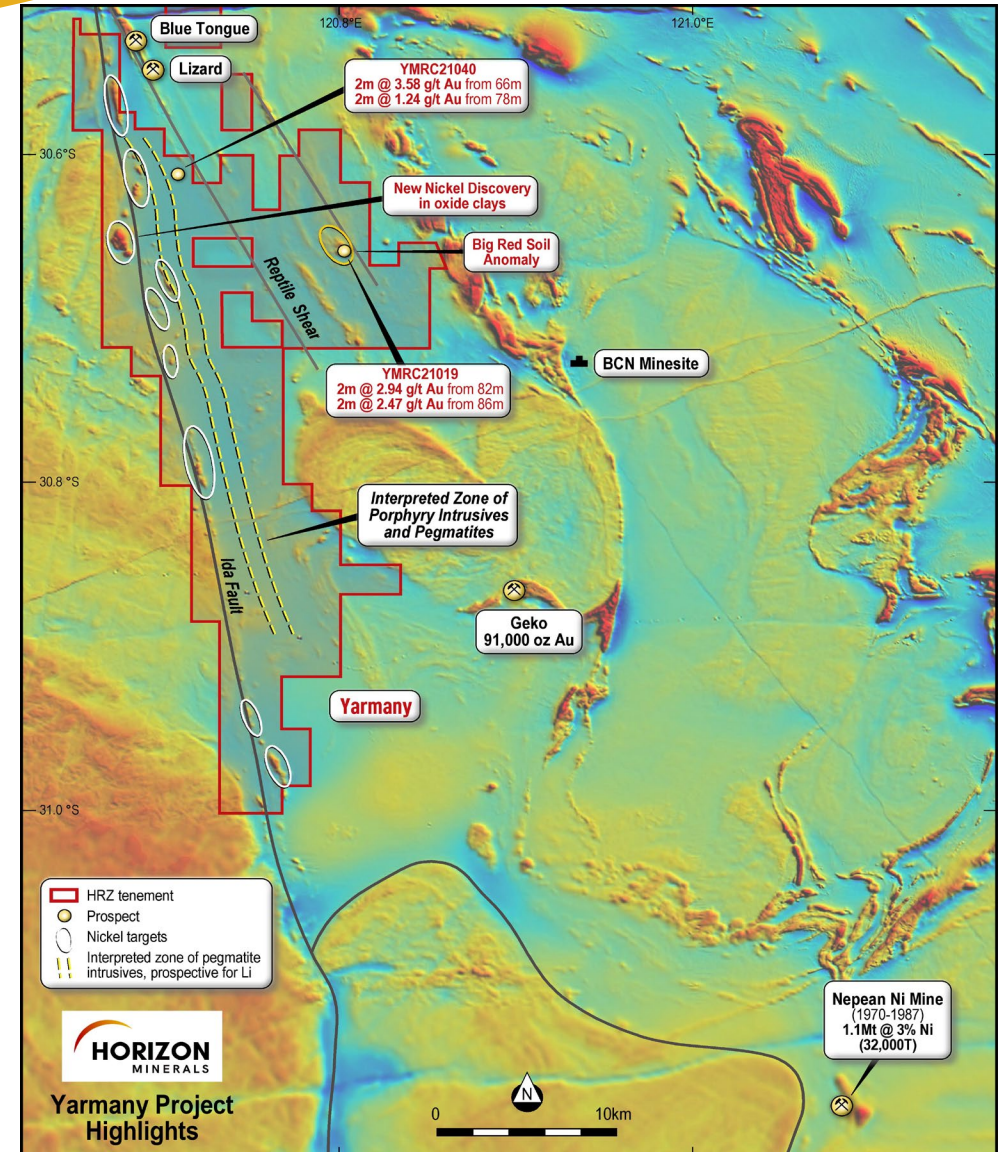 120.8°E
121.0°E
Blue Tongue
Lizard
YMRC21040
2m @ 3.58 g/t Au from 66m
2m @ 1.24 g/t Au from 78m
30.6°S
New Nickel Discovery
in oxide clays
Big Red Soil
Anomaly
Reptile Shear
BCN Minesite
YMRC21019
2m @ 2.94 g/t Au from 82m
2m @ 2.47 g/t Au from 86m
30.8°S
Interpreted Zone of
Porphyry Intrusives
and Pegmatites
Ida Fault
Geko
91,000 oz Au
Yarmany
31.0 °S
HRZ tenement
Prospect
Nickel targets
Interpreted zone of pegmatite
intrusives, prospective for Li
Nepean Ni Mine
(1970-1987)
1.1Mt @ 3% Ni
(32,000T)
HORIZON
MINERALS
Yarmany Project
Highlights
N
0
10km